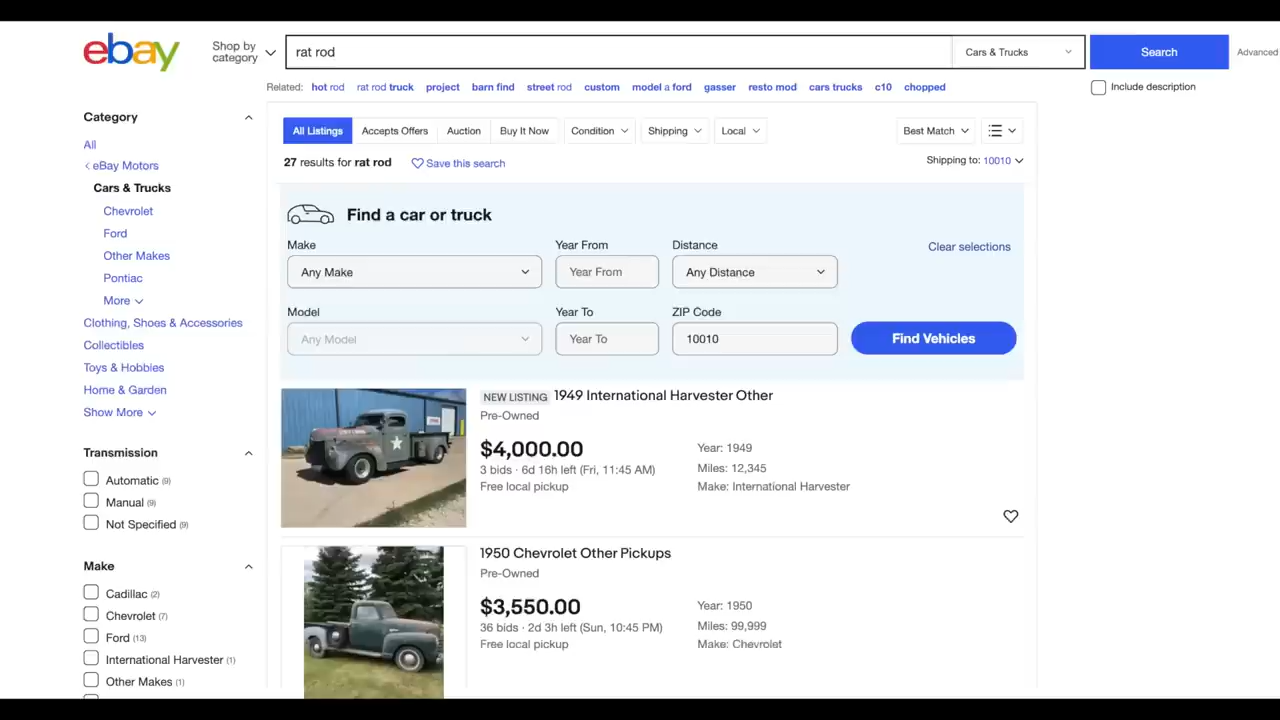 ebay
Shop by
category
rat rod
Cars & Trucks
Search
Advanced
Related: hot rod rat rod truck project barn find street rod custom model a ford gasser resto mod cars trucks c10 chopped
Include description
Category
All
eBay Motors
Cars & Trucks
Chevrolet
Ford
Other Makes
Pontiac
More
Clothing, Shoes & Accessories
Collectibles
Toys & Hobbies
Home & Garden
Show More
Transmission
Automatic (9)
Manual (9)
Not Specified (9)
Make
Cadillac (2)
Chevrolet (7)
Ford (13)
International Harvester (1)
Other Makes (1)
All Listings Accepts Offers Auction Buy It Now Condition Shipping Local Best Match
27 results for rat rod Save this search
Shipping to: 10010
Find a car or truck
Clear selections
Make Year From Distance
Any Make Year From Any Distance
Model Year To ZIP Code
Any Model Year To 10010 Find Vehicles
NEW LISTING 1949 International Harvester Other
Pre-Owned
$4,000.00
3 bids · 6d 16h left (Fri, 11:45 AM)
Free local pickup
Year: 1949
Miles: 12,345
Make: International Harvester
1950 Chevrolet Other Pickups
Pre-Owned
$3,550.00
36 bids · 2d 3h left (Sun, 10:45 PM)
Free local pickup
Year: 1950
Miles: 99,999
Make: Chevrolet